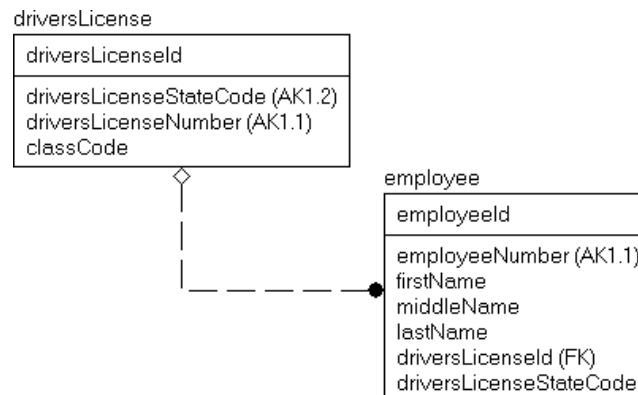 driversLicense
driversLicenseId
driversLicenseStateCode (AK1.2)
driversLicenseNumber (AK1.1)
classCode
employee
employeeId
employeeNumber (AK1.1)
firstName
middleName
lastName
driversLicenseId (FK)
driversLicenseStateCode